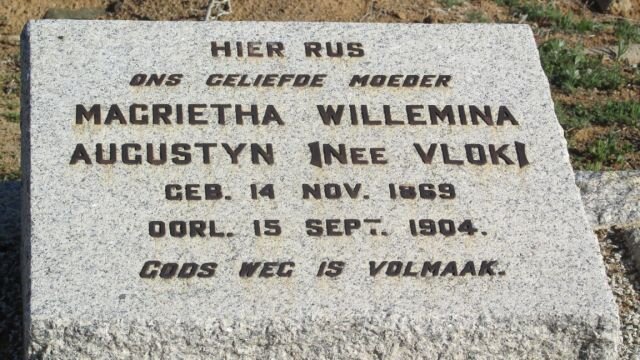 HIER RUS
ONS GELIEFDE MOEDER
MAGRIETHA WILLEMINA
AUGUSTYN (NEE VLOK)
GEB. 14 NOV. 1869
OORL. 15 SEPT. 1904.
GODS WEG IS VOLMAAK.